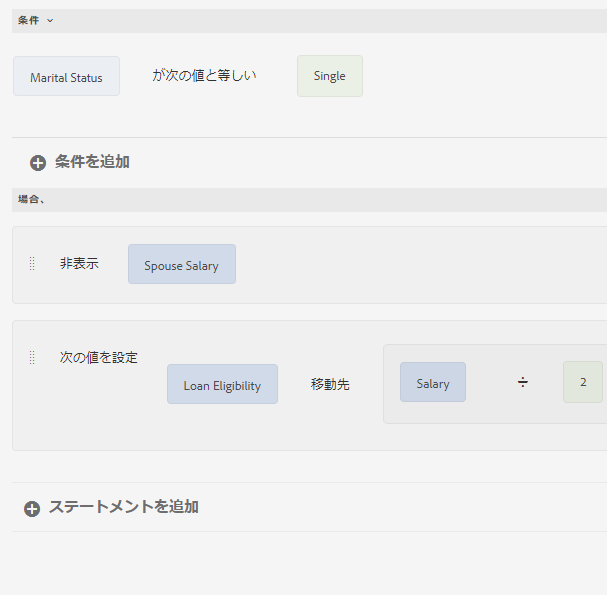 条件
Marital Status が次の値と等しい Single
条件を追加
場合、
非表示 Spouse Salary
次の値を設定
Loan Eligibility 移動先 Salary ÷ 2
ステートメントを追加